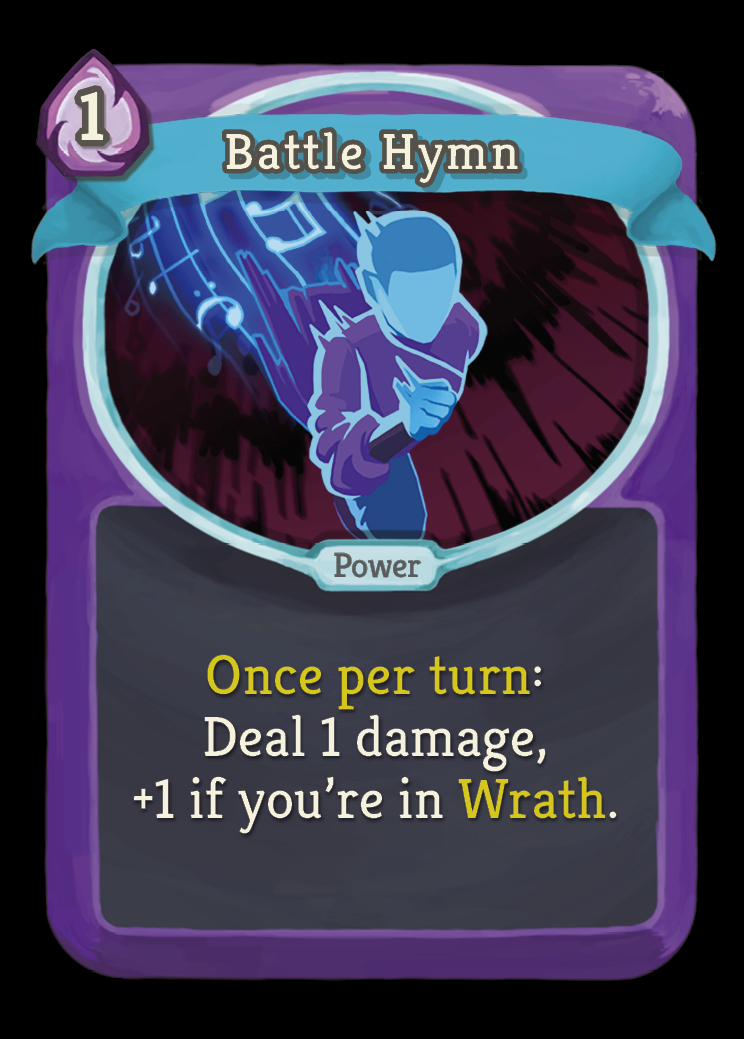 1
Battle Hymn
Power
Once per turn:
Deal 1 damage,
+1 if you’re in Wrath.